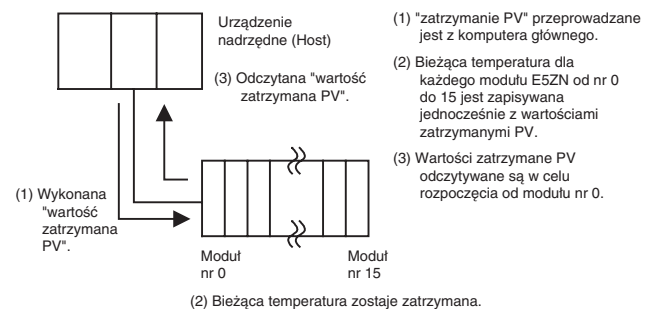 Urządzenie
nadrzędne (Host)
(3) Odczytana "wartość
zatrzymana PV".
(1) Wykonana
"wartość
zatrzymana
PV".
Moduł
nr 0
Moduł
nr 15
(2) Bieżąca temperatura zostaje zatrzymana.
(1) "zatrzymanie PV" przeprowadzane
jest z komputera głównego.
(2) Bieżąca temperatura dla
każdego modułu E5ZN od nr 0
do 15 jest zapisywana
jednocześnie z wartościami
zatrzymanymi PV.
(3) Wartości zatrzymane PV
odczytywane są w celu
rozpoczęcia od modułu nr 0.